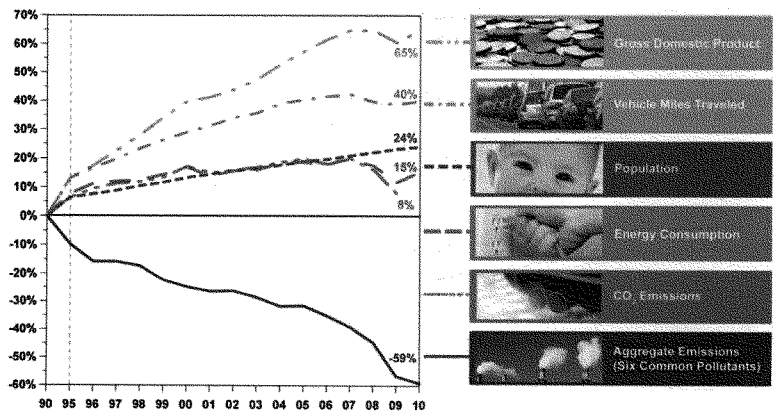 70%
60%
50%
40%
30%
20%
10%
0%
-10%
-20%
-30%
-40%
-50%
-60%
90 95 96 97 98 99 00 01 02 03 04 05 06 07 08 09 10
65%
40%
24%
15%
8%
-59%
Gross Domestic Product
Vehicle Miles Traveled
Population
Energy Consumption
CO₂ Emissions
Aggregate Emissions
(Six Common Pollutants)